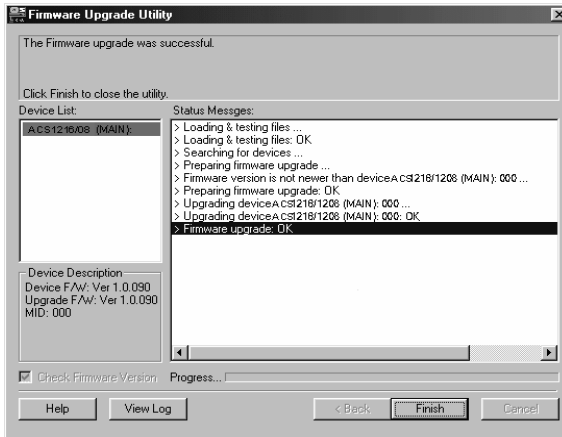 Firmware Upgrade Utility
The Firmware upgrade was successful.
Click Finish to close the utility.
Device List:
Status Messges:
ACS1216/08 (MAIN):
> Loading & testing files ...
> Loading & testing files: OK
> Searching for devices ...
> Preparing firmware upgrade ...
> Firmware version is not newer than deviceACS1216/1208 (MAIN): 000 ...
> Preparing firmware upgrade: OK
> Upgrading deviceACS1216/1208 (MAIN): 000 ...
> Upgrading deviceACS1216/1208 (MAIN): 000: OK
> Firmware upgrade: OK
Device Description
Device F/W: Ver 1.0.090
Upgrade F/W: Ver 1.0.090
MID: 000
Check Firmware Version
Progress...
Help
View Log
< Back
Finish
Cancel